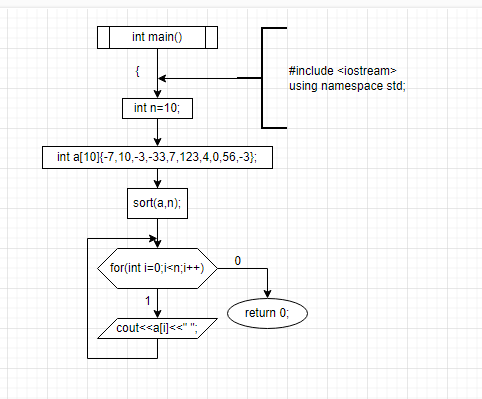 int main()
{
#include <iostream>
using namespace std;
int n=10;
int a[10]{-7,10,-3,-33,7,123,4,0,56,-3};
sort(a,n);
for(int i=0;i<n;i++)
0
1
return 0;
cout<<a[i]<<" ";